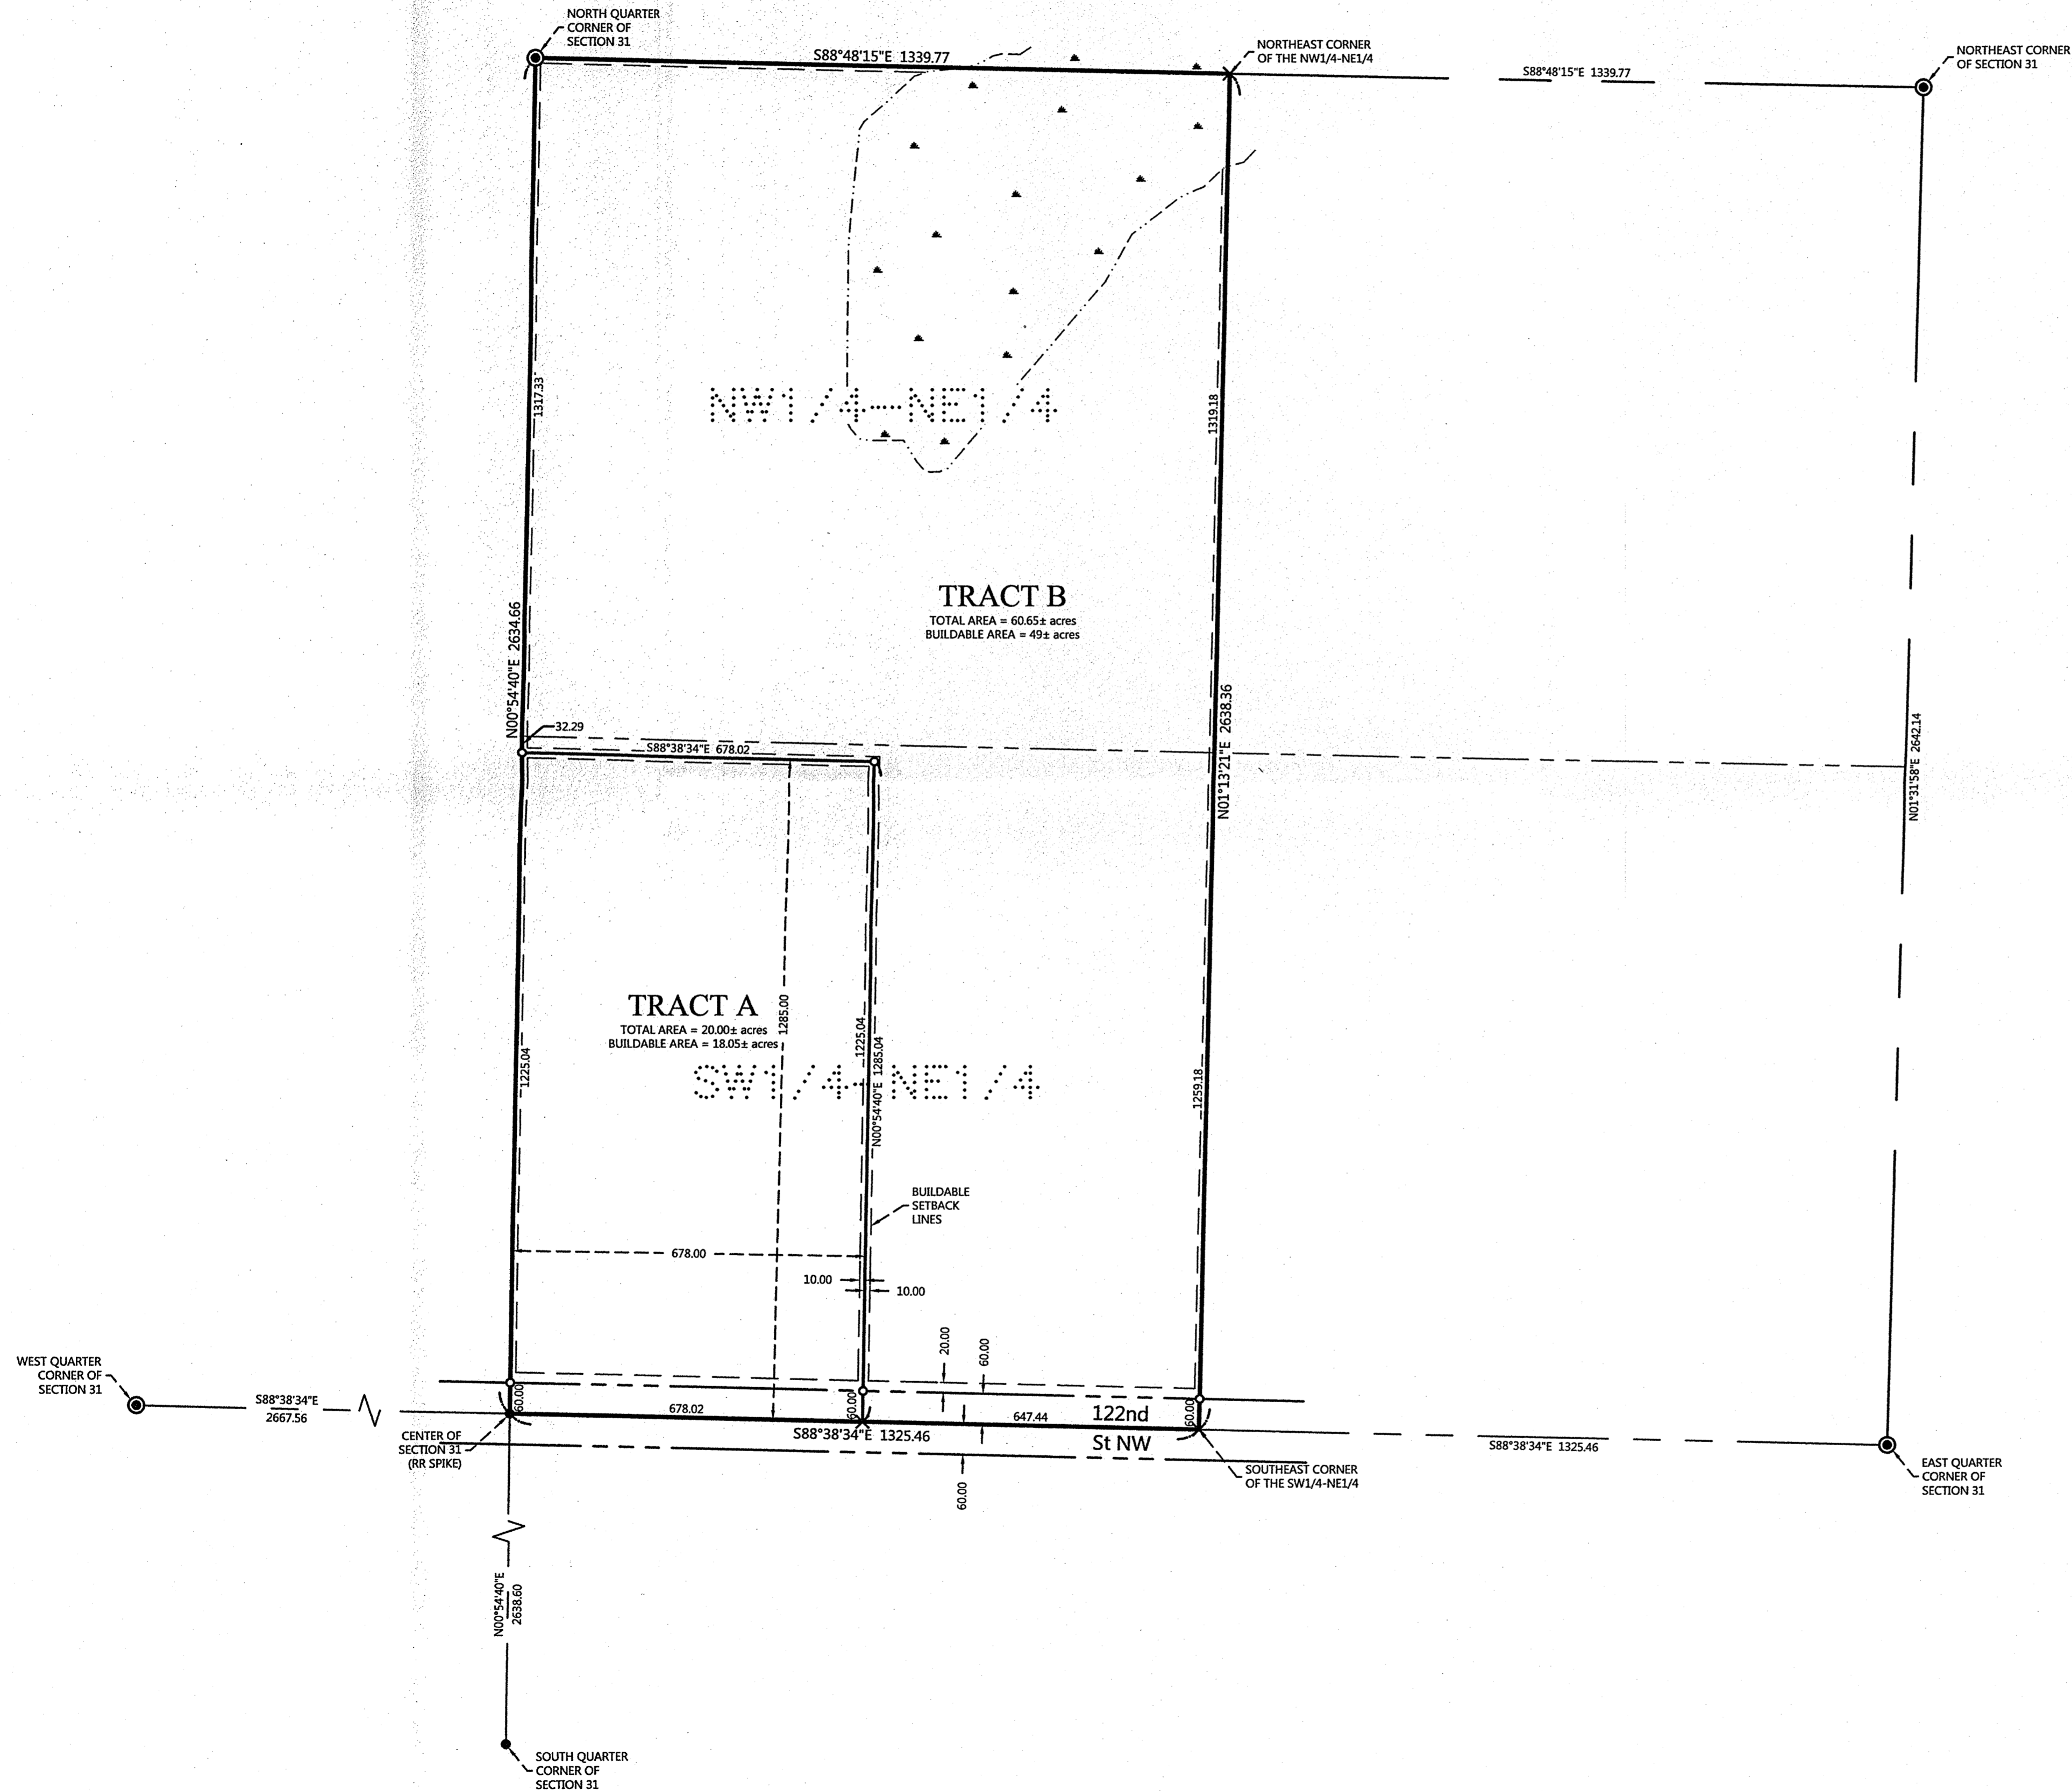 NORTH QUARTER
CORNER OF
SECTION 31
S88°48'15"E 1339.77
NORTHEAST CORNER
OF THE NW1/4-NE1/4
S88°48'15"E 1339.77
NORTHEAST CORNER
OF SECTION 31
1317.33
NW1/4-NE1/4
1319.18
TRACT B
TOTAL AREA = 60.65± acres
BUILDABLE AREA = 49± acres
N00°54'40"E 2634.66
32.29
S88°38'34"E 678.02
N01°13'21"E 2638.36
N01°31'58"E 2642.14
TRACT A
TOTAL AREA = 20.00± acres
BUILDABLE AREA = 18.05± acres
1285.00
1225.04
1225.04
N00°54'40"E 1285.04
SW1/4-NE1/4
1259.18
BUILDABLE
SETBACK
LINES
678.00
10.00
10.00
20.00
60.00
WEST QUARTER
CORNER OF
SECTION 31
S88°38'34"E
2667.56
60.00
678.02
60.00
647.44
122nd
60.00
S88°38'34"E 1325.46
St NW
S88°38'34"E 1325.46
CENTER OF
SECTION 31
(RR SPIKE)
60.00
SOUTHEAST CORNER
OF THE SW1/4-NE1/4
EAST QUARTER
CORNER OF
SECTION 31
N00°54'40"E
2638.60
SOUTH QUARTER
CORNER OF
SECTION 31